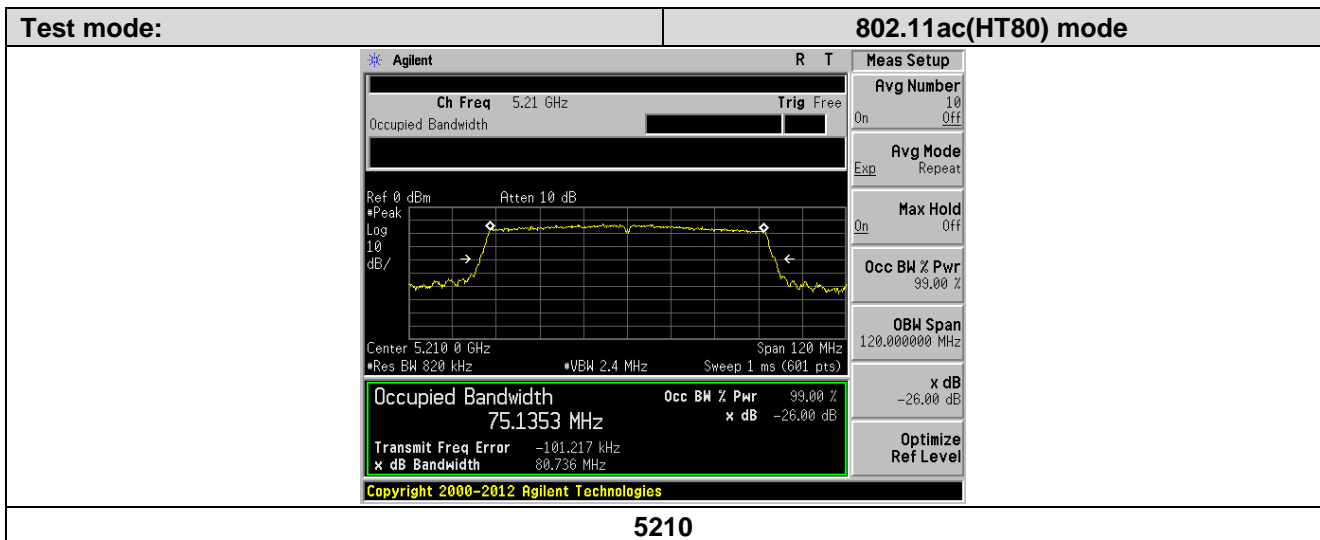 Test mode: 802.11ac(HT80) mode
Agilent R T
Ch Freq 5.21 GHz Trig Free
Occupied Bandwidth
Ref 0 dBm Atten 10 dB
#Peak
Log
10
dB/
Center 5.210 0 GHz Span 120 MHz
#Res BW 820 kHz #VBW 2.4 MHz Sweep 1 ms (601 pts)
Occupied Bandwidth Occ BW % Pwr 99.00 %
75.1353 MHz x dB -26.00 dB
Transmit Freq Error -101.217 kHz
x dB Bandwidth 80.736 MHz
Copyright 2000-2012 Agilent Technologies
Meas Setup
Avg Number
10
On Off
Avg Mode
Exp Repeat
Max Hold
On Off
Occ BW % Pwr
99.00 %
OBW Span
120.000000 MHz
x dB
-26.00 dB
Optimize
Ref Level
5210